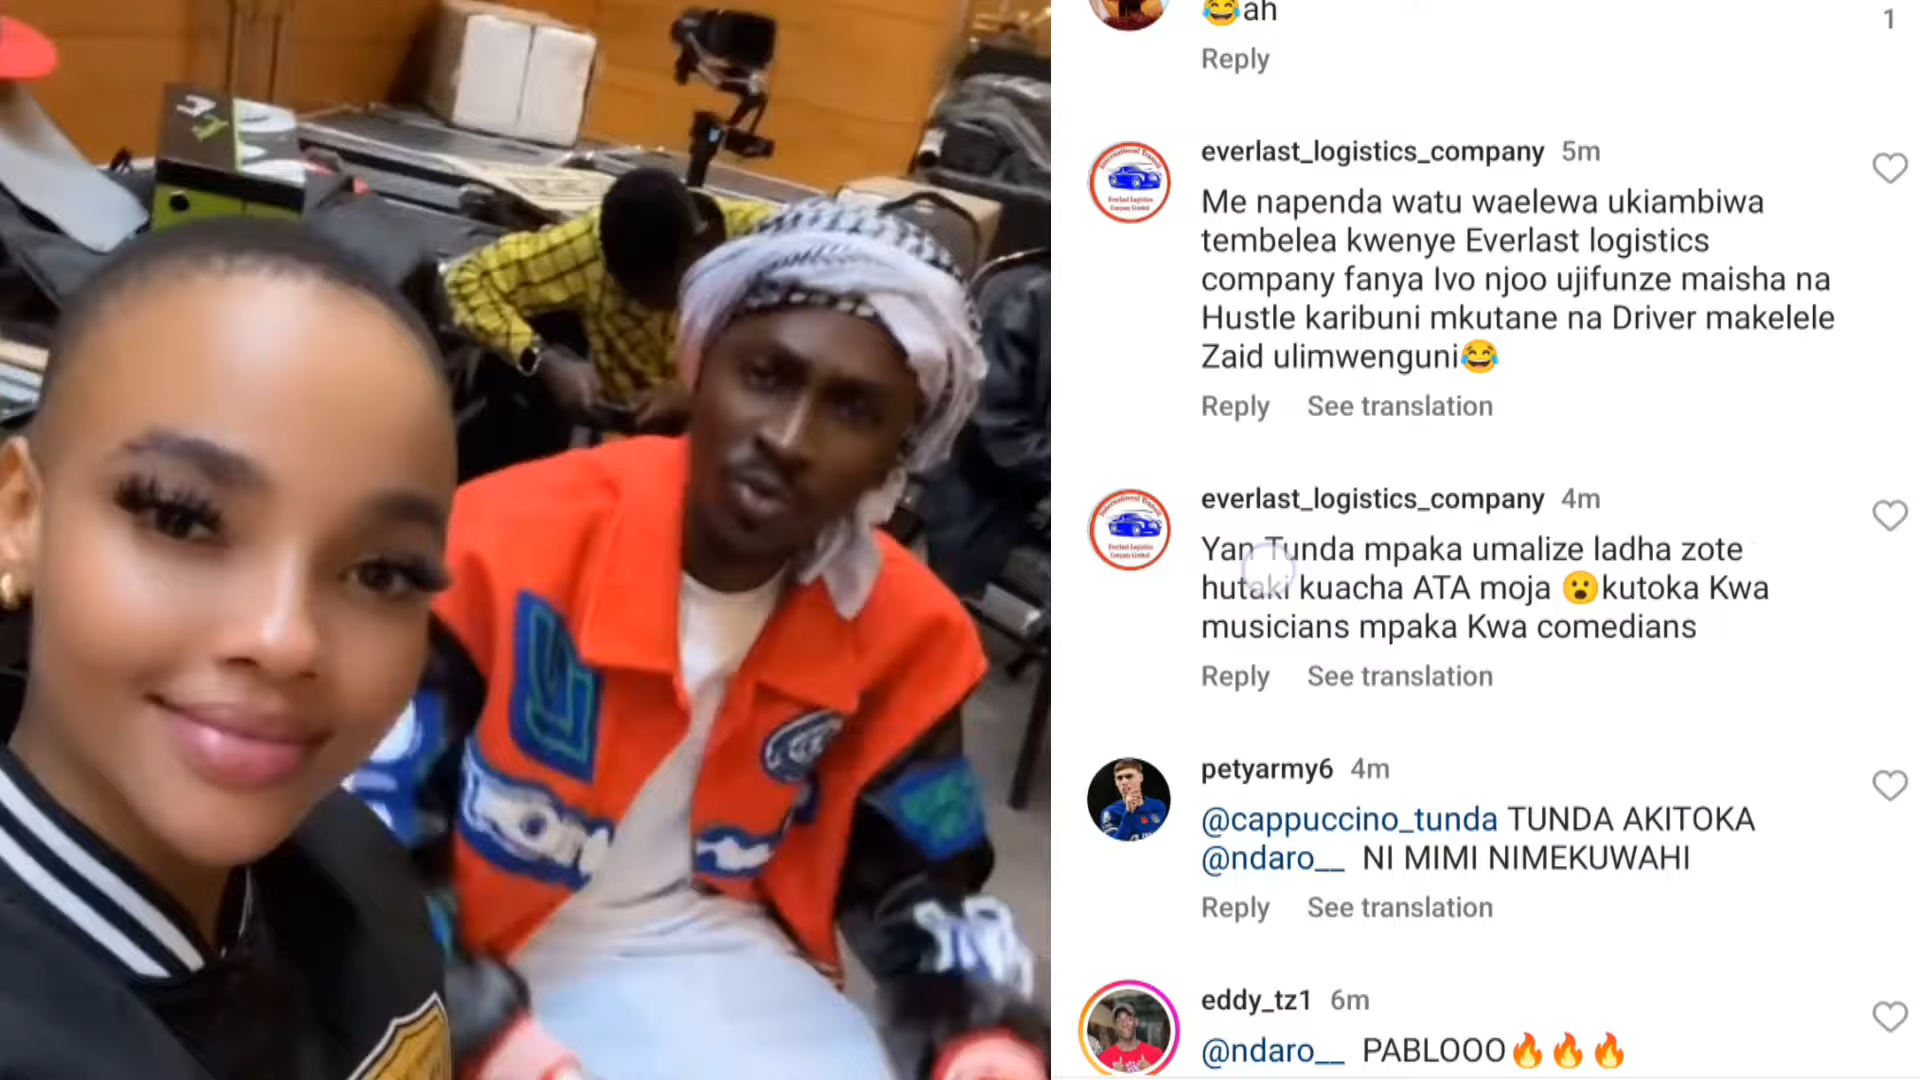 😂ah
1
Reply
everlast_logistics_company 5m
Me napenda watu waelewa ukiambiwa
tembelea kwenye Everlast logistics
company fanya Ivo njoo ujifunze maisha na
Hustle karibuni mkutane na Driver makelele
Zaid ulimwenguni😂
Reply See translation
everlast_logistics_company 4m
Yan Tunda mpaka umalize ladha zote
hutaki kuacha ATA moja 😮kutoka Kwa
musicians mpaka Kwa comedians
Reply See translation
petyarmy6 4m
@cappuccino_tunda TUNDA AKITOKA
@ndaro__ NI MIMI NIMEKUWAHI
Reply See translation
eddy_tz1 6m
@ndaro__ PABLOOO🔥🔥🔥